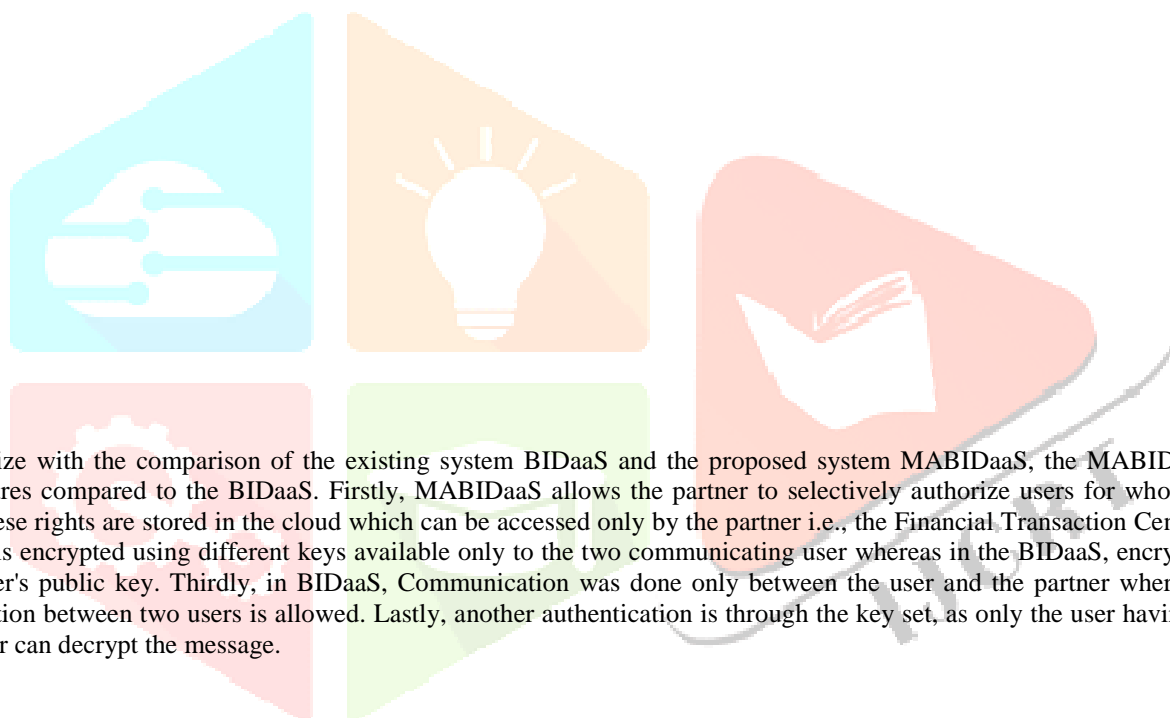 ize with the comparison of the existing system BIDaaS and the proposed system MABIDaaS, the MABID
res compared to the BIDaaS. Firstly, MABIDaaS allows the partner to selectively authorize users for who
ese rights are stored in the cloud which can be accessed only by the partner i.e., the Financial Transaction Cen
is encrypted using different keys available only to the two communicating user whereas in the BIDaaS, encry
er's public key. Thirdly, in BIDaaS, Communication was done only between the user and the partner wher
tion between two users is allowed. Lastly, another authentication is through the key set, as only the user havin
r can decrypt the message.
IJCRT